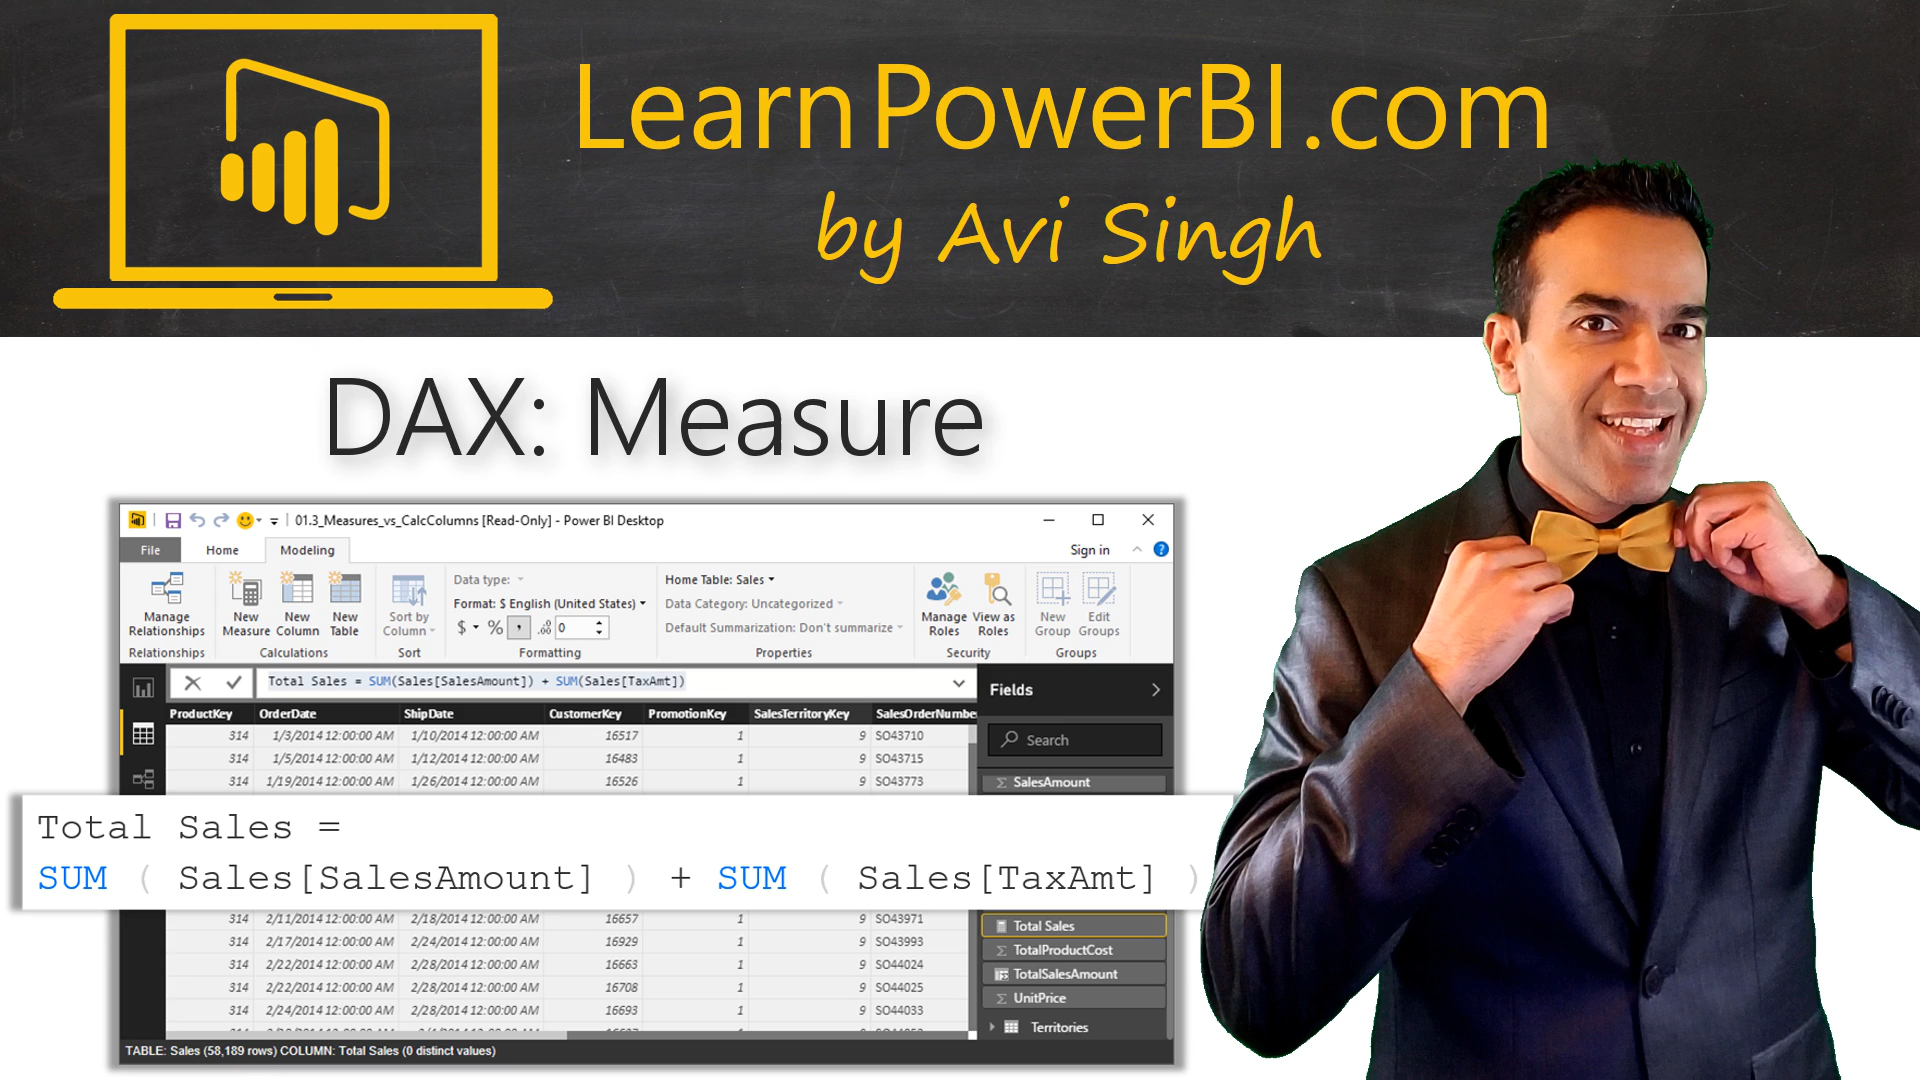 LearnPowerBI.com
by Avi Singh
DAX: Measure
01.3_Measures_vs_CalcColumns [Read-Only] - Power BI Desktop
File Home Modeling Sign in
Manage Relationships
New Measure
New Column
New Table
Sort by Column
Data type:
Format: $ English (United States)
$ % , .00 0
Home Table: Sales
Data Category: Uncategorized
Default Summarization: Don't summarize
Manage Roles
View as Roles
New Group
Edit Groups
Relationships Calculations Sort Formatting Properties Security Groups
Total Sales = SUM(Sales[SalesAmount]) + SUM(Sales[TaxAmt])
ProductKey OrderDate ShipDate CustomerKey PromotionKey SalesTerritoryKey SalesOrderNumbe
314 1/3/2014 12:00:00 AM 1/10/2014 12:00:00 AM 16517 1 9 SO43710
314 1/5/2014 12:00:00 AM 1/12/2014 12:00:00 AM 16483 1 9 SO43715
314 1/19/2014 12:00:00 AM 1/26/2014 12:00:00 AM 16526 1 9 SO43773
Total Sales =
SUM ( Sales[SalesAmount] ) + SUM ( Sales[TaxAmt] )
314 2/11/2014 12:00:00 AM 2/18/2014 12:00:00 AM 16657 1 9 SO43971
314 2/17/2014 12:00:00 AM 2/24/2014 12:00:00 AM 16929 1 9 SO43993
314 2/22/2014 12:00:00 AM 2/28/2014 12:00:00 AM 16663 1 9 SO44024
314 2/22/2014 12:00:00 AM 2/28/2014 12:00:00 AM 16708 1 9 SO44025
314 2/24/2014 12:00:00 AM 2/28/2014 12:00:00 AM 16693 1 9 SO44033
Fields
Search
SalesAmount
Total Sales
TotalProductCost
TotalSalesAmount
UnitPrice
Territories
TABLE: Sales (58,189 rows) COLUMN: Total Sales (0 distinct values)